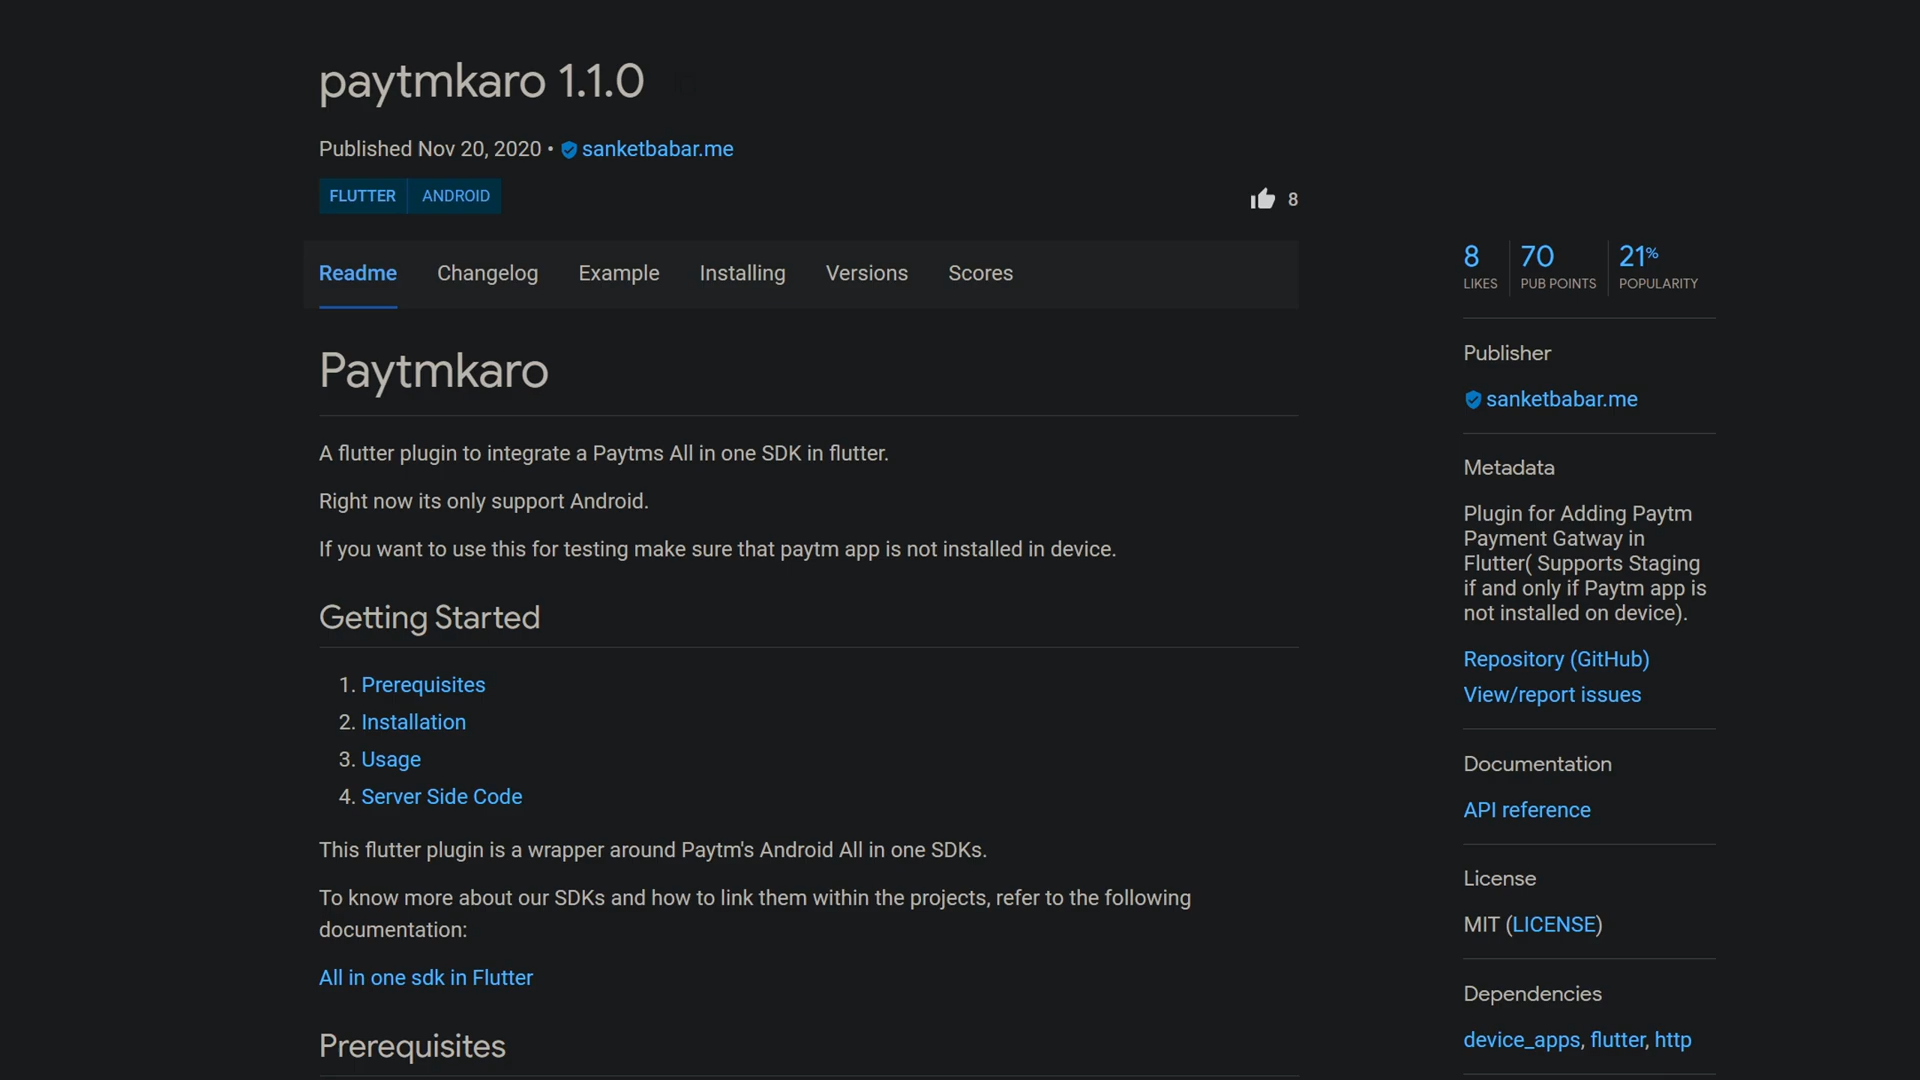 paytmkaro 1.1.0
Published Nov 20, 2020 • sanketbabar.me
FLUTTER ANDROID
8
Readme Changelog Example Installing Versions Scores
Paytmkaro
A flutter plugin to integrate a Paytms All in one SDK in flutter.
Right now its only support Android.
If you want to use this for testing make sure that paytm app is not installed in device.
Getting Started
1. Prerequisites
2. Installation
3. Usage
4. Server Side Code
This flutter plugin is a wrapper around Paytm's Android All in one SDKs.
To know more about our SDKs and how to link them within the projects, refer to the following
documentation:
All in one sdk in Flutter
Prerequisites
8 70 21%
LIKES PUB POINTS POPULARITY
Publisher
sanketbabar.me
Metadata
Plugin for Adding Paytm
Payment Gatway in
Flutter( Supports Staging
if and only if Paytm app is
not installed on device).
Repository (GitHub)
View/report issues
Documentation
API reference
License
MIT (LICENSE)
Dependencies
device_apps, flutter, http